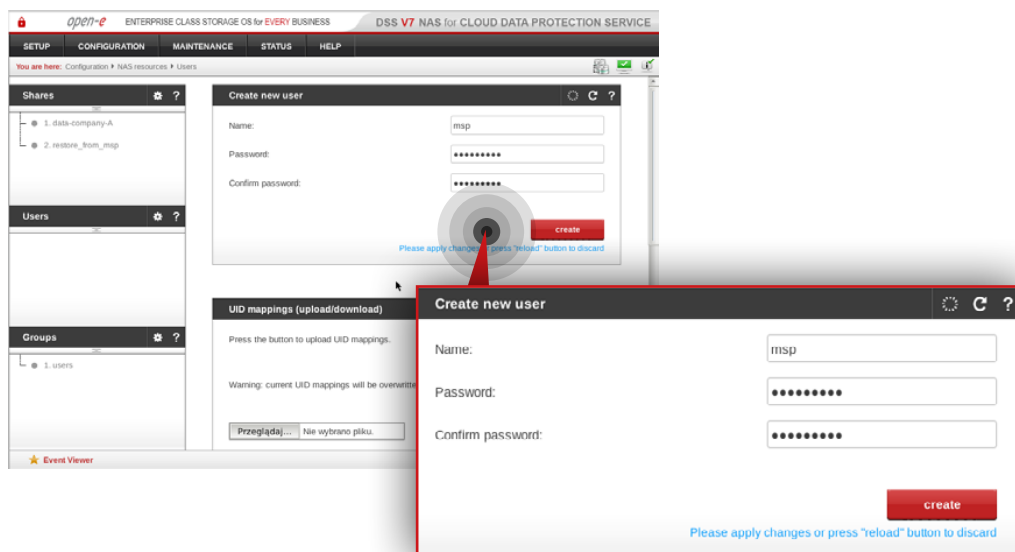 open-e ENTERPRISE CLASS STORAGE OS for EVERY BUSINESS DSS V7 NAS for CLOUD DATA PROTECTION SERVICE
SETUP CONFIGURATION MAINTENANCE STATUS HELP
You are here: Configuration NAS resources Users
Shares ?
1. data-company-A
2. restore_from_msp
Users ?
Groups ?
1. users
Create new user ?
Name: msp
Password: •••••••••
Confirm password: •••••••••
create
Please apply changes or press "reload" button to discard
UID mappings (upload/download)
Press the button to upload UID mappings.
Warning: current UID mappings will be
Przeglądaj... Nie wybrano pliku.
Event Viewer
Create new user ?
Name: msp
Password: •••••••••
Confirm password: •••••••••
create
Please apply changes or press "reload" button to discard